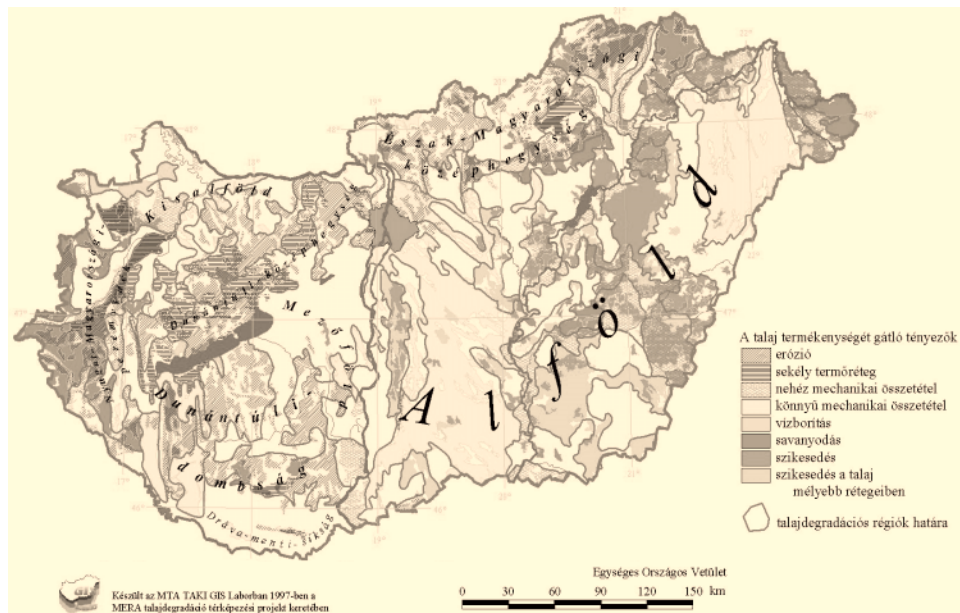 Észak-Magyarországi
középhegység
Kisalföld
Nyugat-Magyarországi
peremvidék
Dunántúli-középhegység
Mezőföld
Alföld
Dunántúli-
dombság
Dráva-menti-síkság
A talaj termékenységét gátló tényezők
erózió
sekély termőréteg
nehéz mechanikai összetétel
könnyű mechanikai összetétel
vízborítás
savanyodás
szikesedés
szikesedés a talaj
mélyebb rétegeiben
talajdegradációs régiók határa
Egységes Országos Vetület
0 30 60 90 120 150 km
Készült az MTA TAKI GIS Laborban 1997-ben a
MERA talajdegradáció térképezési projekt keretében